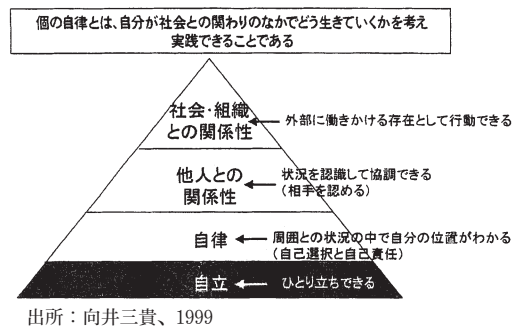 個の自律とは、自分が社会との関わりのなかでどう生きていくかを考え
実践できることである
社会・組織
との関係性
外部に働きかける存在として行動できる
他人との
関係性
状況を認識して協調できる
(相手を認める)
自律
周囲との状況の中で自分の位置がわかる
(自己選択と自己責任)
自立
ひとり立ちできる
出所：向井三貴、1999